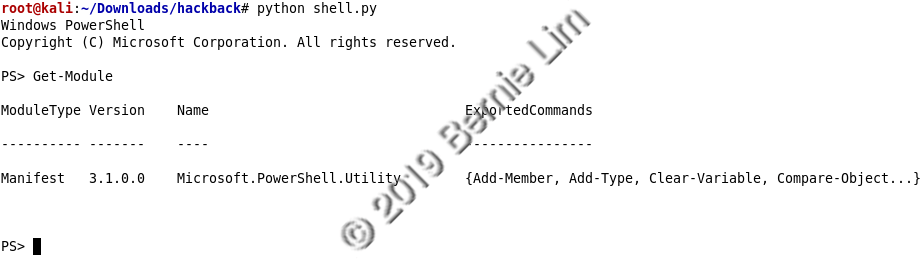 root@kali:~/Downloads/hackback# python shell.py
Windows PowerShell
Copyright (C) Microsoft Corporation. All rights reserved.
PS> Get-Module
ModuleType Version    Name                                ExportedCommands
---------- -------    ----                                ----------------
Manifest   3.1.0.0    Microsoft.PowerShell.Utility        {Add-Member, Add-Type, Clear-Variable, Compare-Object...}
PS>
© 2019 Bernie Lim